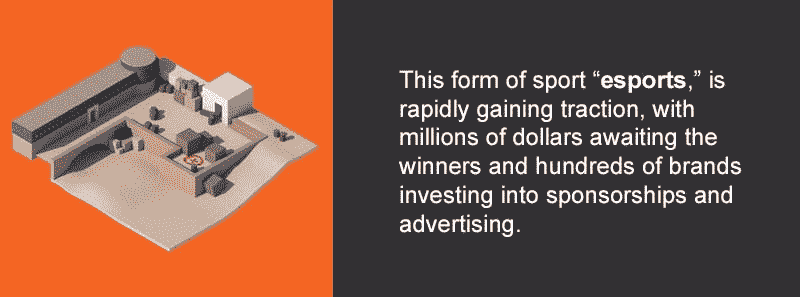 This form of sport “esports,” is
rapidly gaining traction, with
millions of dollars awaiting the
winners and hundreds of brands
investing into sponsorships and
advertising.